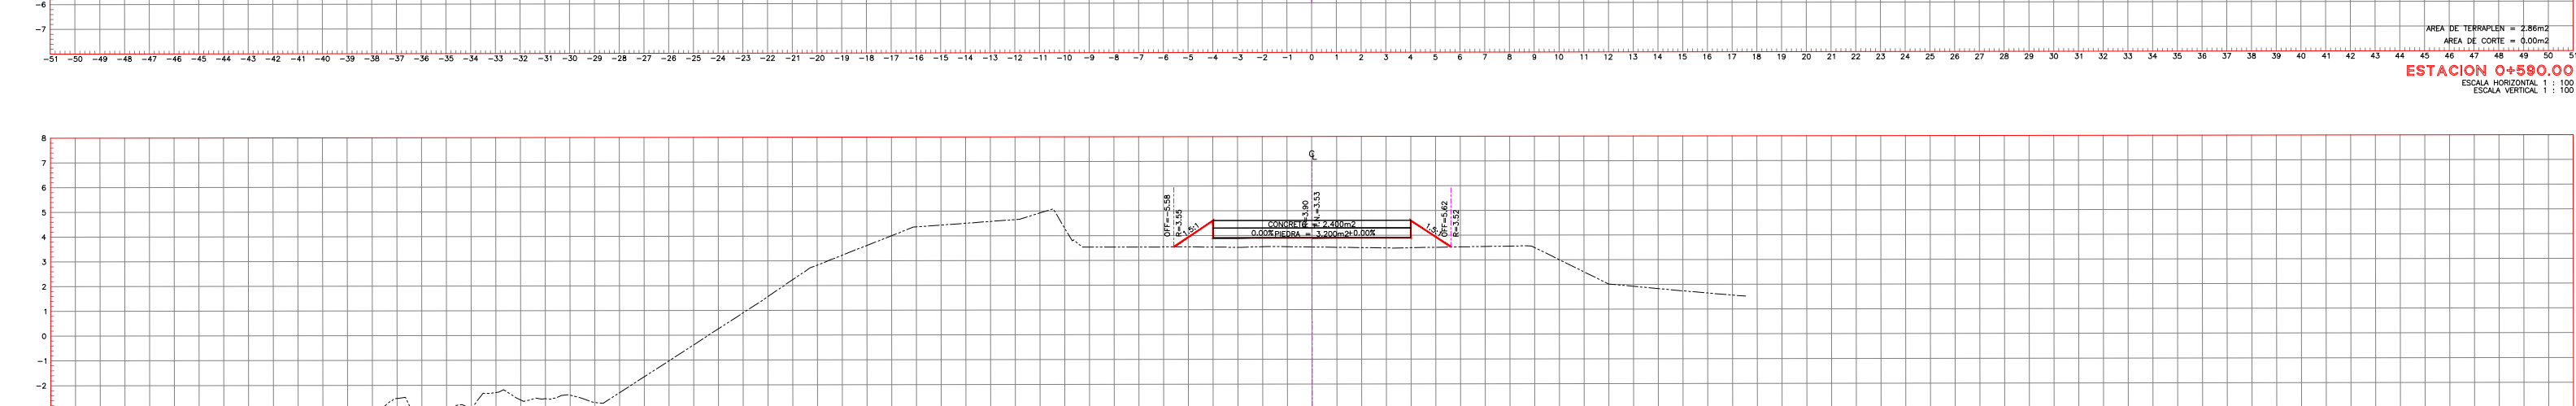 -6
-7
AREA DE TERRAPLEN = 2.86m2
AREA DE CORTE = 0.00m2
-51 -50 -49 -48 -47 -46 -45 -44 -43 -42 -41 -40 -39 -38 -37 -36 -35 -34 -33 -32 -31 -30 -29 -28 -27 -26 -25 -24 -23 -22 -21 -20 -19 -18 -17 -16 -15 -14 -13 -12 -11 -10 -9 -8 -7 -6 -5 -4 -3 -2 -1 0 1 2 3 4 5 6 7 8 9 10 11 12 13 14 15 16 17 18 19 20 21 22 23 24 25 26 27 28 29 30 31 32 33 34 35 36 37 38 39 40 41 42 43 44 45 46 47 48 49 50
ESTACION 0+590.00
ESCALA HORIZONTAL 1 : 100
ESCALA VERTICAL 1 : 100
8
7
6
5
4
3
2
1
0
-1
-2
CL
OFF=-5.58
R=3.55
1.5:1
R=3.90
T.N.=3.53
CONCRETO = 2.400m2
0.00%
PIEDRA = 3.200m2
+0.00%
OFF=5.62
R=3.52